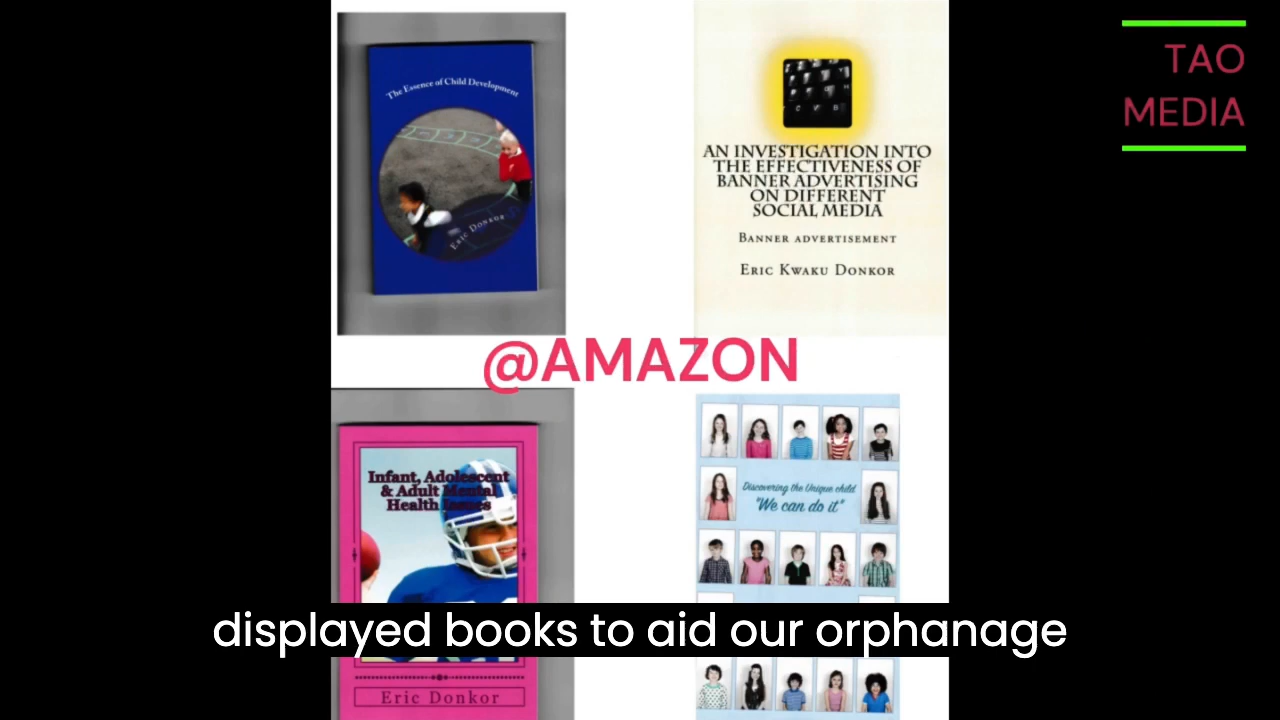 TAO
MEDIA
The Essence of Child Development
Eric Donkor
AN INVESTIGATION INTO
THE EFFECTIVENESS OF
BANNER ADVERTISING
ON DIFFERENT
SOCIAL MEDIA
Banner advertisement
Eric Kwaku Donkor
@AMAZON
Infant, Adolescent
& Adult Mental
Health Issues
Eric Donkor
Discovering the Unique child
"We can do it"
displayed books to aid our orphanage